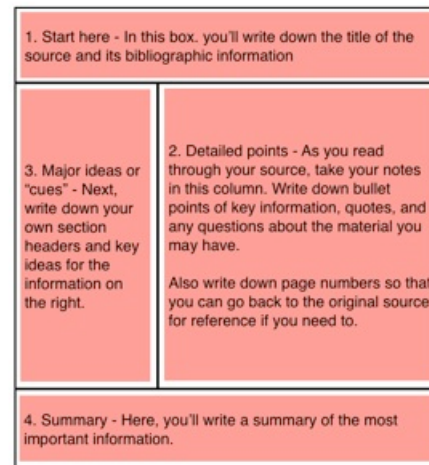 1. Start here - In this box. you'll write down the title of the
source and its bibliographic information
3. Major ideas or
"cues" - Next,
write down your
own section
headers and key
ideas for the
information on
the right.
2. Detailed points - As you read
through your source, take your notes
in this column. Write down bullet
points of key information, quotes, and
any questions about the material you
may have.
Also write down page numbers so that
you can go back to the original source
for reference if you need to.
4. Summary - Here, you'll write a summary of the most
important information.